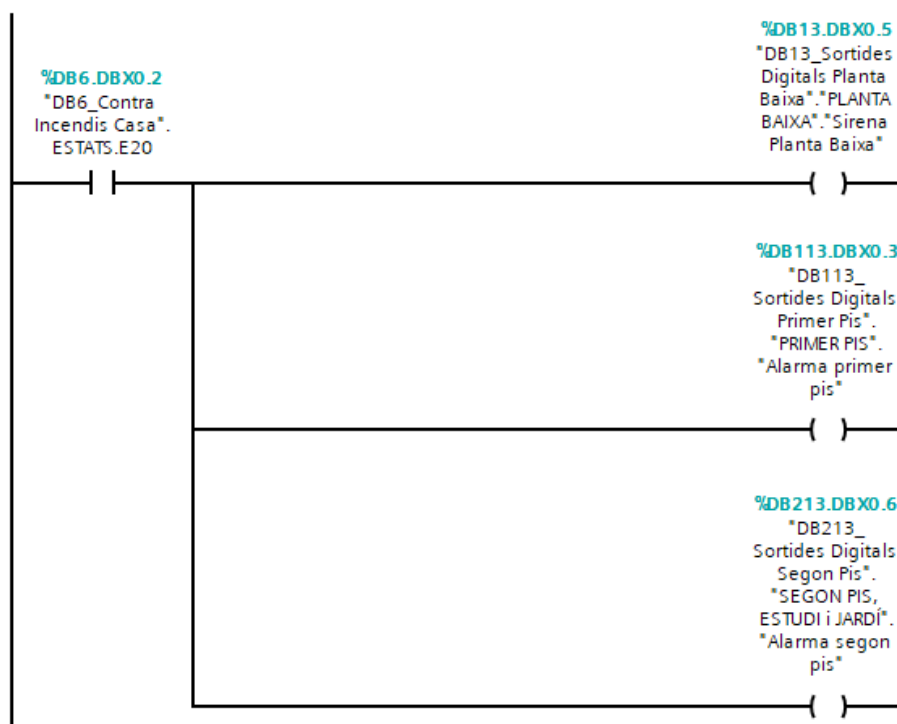 %DB6.DBX0.2
"DB6_Contra
Incendis Casa".
ESTATS.E20
%DB13.DBX0.5
"DB13_Sortides
Digitals Planta
Baixa"."PLANTA
BAIXA"."Sirena
Planta Baixa"
%DB113.DBX0.3
"DB113_
Sortides Digitals
Primer Pis".
"PRIMER PIS".
"Alarma primer
pis"
%DB213.DBX0.6
"DB213_
Sortides Digitals
Segon Pis".
"SEGON PIS,
ESTUDI i JARDÍ".
"Alarma segon
pis"